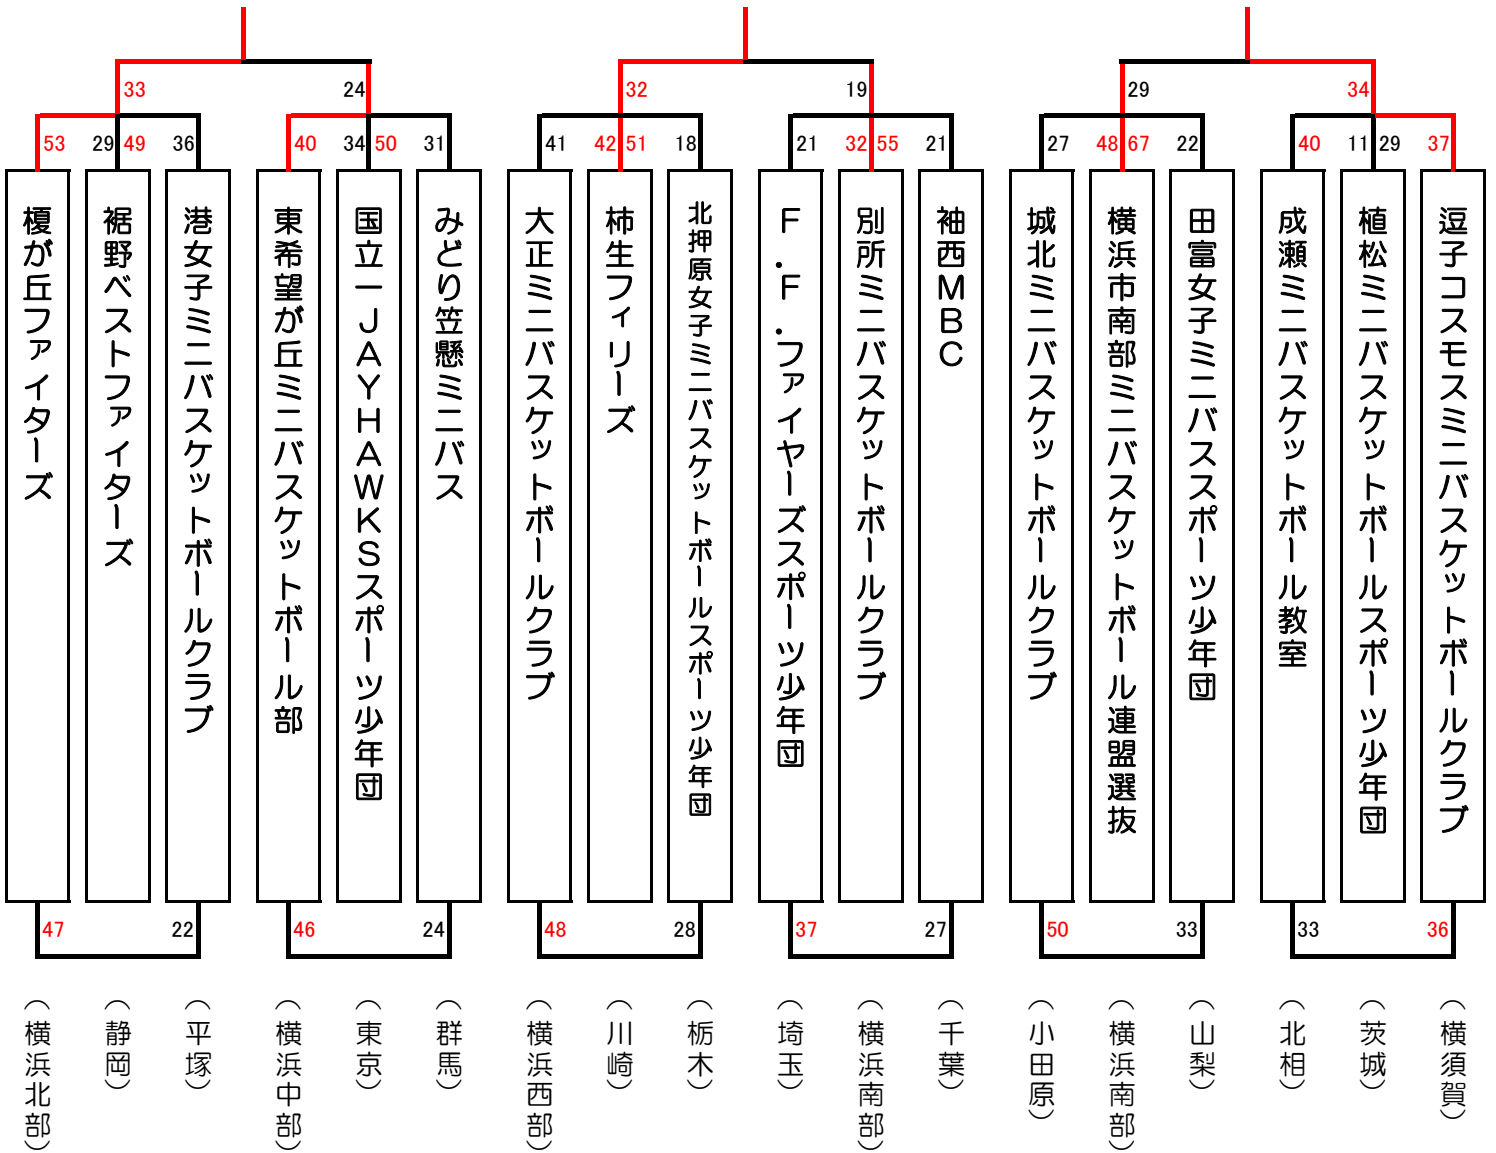 33
24
32
19
29
34
53
29
49
36
40
34
50
31
41
42
51
18
21
32
55
21
27
48
67
22
40
11
29
37
榎が丘ファイターズ
裾野ベストファイターズ
港女子ミニバスケットボールクラブ
東希望が丘ミニバスケットボール部
国立ーJAYHAWKSスポーツ少年団
みどり笠懸ミニバス
大正ミニバスケットボールクラブ
柿生フィリーズ
北押原女子ミニバスケットボールスポーツ少年団
F.F.ファイヤーズスポーツ少年団
別所ミニバスケットボールクラブ
袖西MBC
城北ミニバスケットボールクラブ
横浜市南部ミニバスケットボール連盟選抜
田富女子ミニバススポーツ少年団
成瀬ミニバスケットボール教室
植松ミニバスケットボールスポーツ少年団
逗子コスモスミニバスケットボールクラブ
47
22
46
24
48
28
37
27
50
33
33
36
(横浜北部)
(静岡)
(平塚)
(横浜中部)
(東京)
(群馬)
(横浜西部)
(川崎)
(栃木)
(埼玉)
(横浜南部)
(千葉)
(小田原)
(横浜南部)
(山梨)
(北相)
(茨城)
(横須賀)